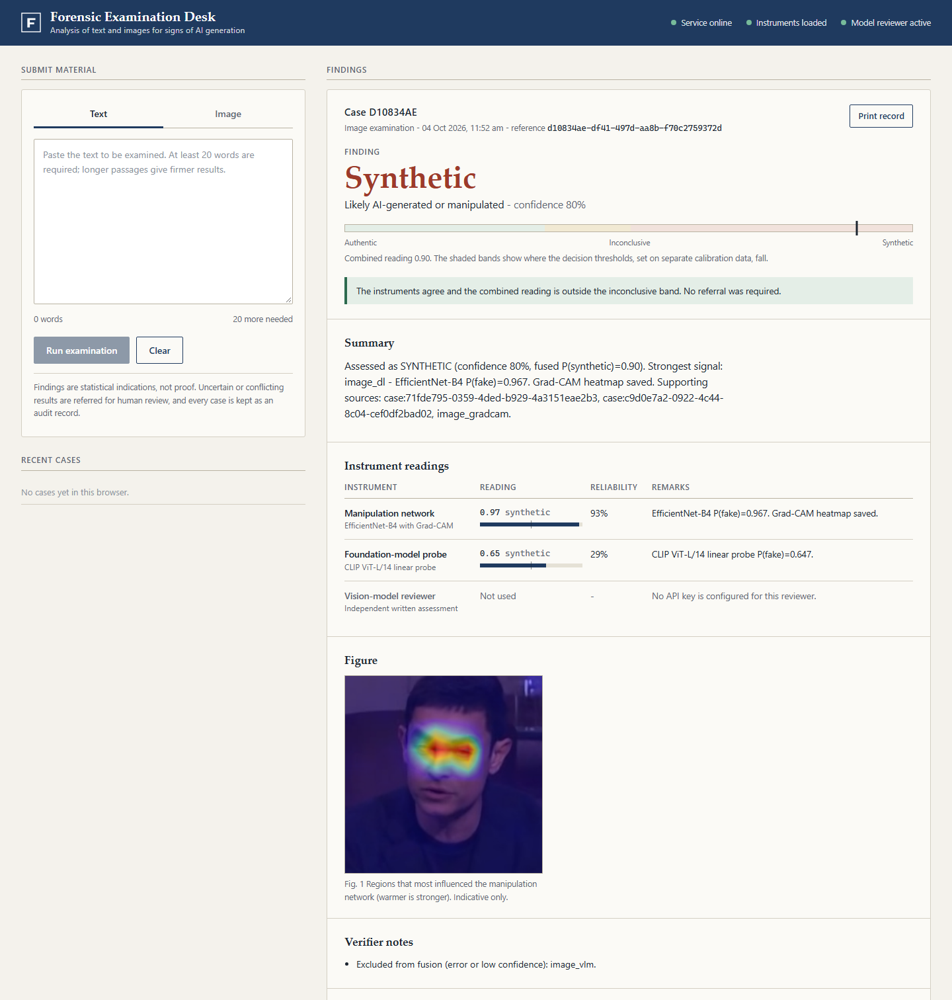 F
Forensic Examination Desk
Analysis of text and images for signs of AI generation
Service online
Instruments loaded
Model reviewer active
SUBMIT MATERIAL
Text
Image
Paste the text to be examined. At least 20 words are
required; longer passages give firmer results.
0 words
20 more needed
Run examination
Clear
Findings are statistical indications, not proof. Uncertain or conflicting
results are referred for human review, and every case is kept as an
audit record.
RECENT CASES
No cases yet in this browser.
FINDINGS
Case D10834AE
Print record
Image examination - 04 Oct 2026, 11:52 am - reference d10834ae-df41-497d-aa8b-f70c2759372d
FINDING
Synthetic
Likely AI-generated or manipulated - confidence 80%
Authentic
Inconclusive
Synthetic
Combined reading 0.90. The shaded bands show where the decision thresholds, set on separate calibration data, fall.
The instruments agree and the combined reading is outside the inconclusive band. No referral was required.
Summary
Assessed as SYNTHETIC (confidence 80%, fused P(synthetic)=0.90). Strongest signal:
image_dl - EfficientNet-B4 P(fake)=0.967. Grad-CAM heatmap saved. Supporting
sources: case:71fde795-0359-4ded-b929-4a3151eae2b3, case:c9d0e7a2-0922-4c44-
8c04-cef0df2bad02, image_gradcam.
Instrument readings
INSTRUMENT READING RELIABILITY REMARKS
Manipulation network 0.97 synthetic 93% EfficientNet-B4 P(fake)=0.967. Grad-CAM heatmap saved.
EfficientNet-B4 with Grad-CAM
Foundation-model probe 0.65 synthetic 29% CLIP ViT-L/14 linear probe P(fake)=0.647.
CLIP ViT-L/14 linear probe
Vision-model reviewer Not used - No API key is configured for this reviewer.
Independent written assessment
Figure
Fig. 1 Regions that most influenced the manipulation
network (warmer is stronger). Indicative only.
Verifier notes
• Excluded from fusion (error or low confidence): image_vlm.